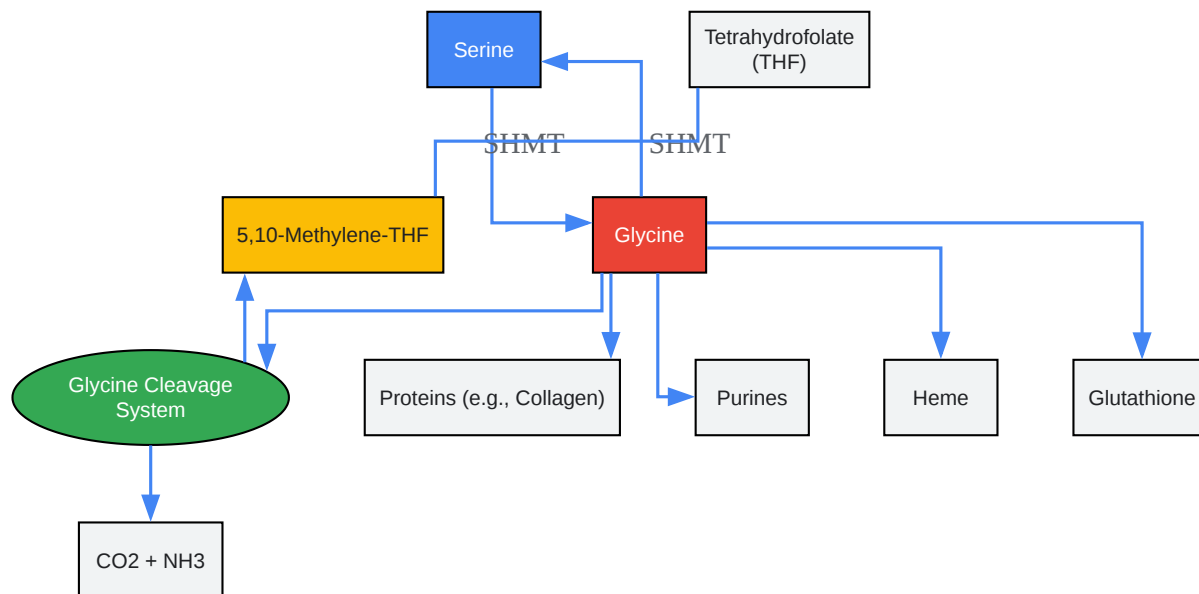 Serine
Tetrahydrofolate
(THF)
SHMT
SHMT
5,10-Methylene-THF
Glycine
Glycine Cleavage
System
Proteins (e.g., Collagen)
Purines
Heme
Glutathione
CO2 + NH3